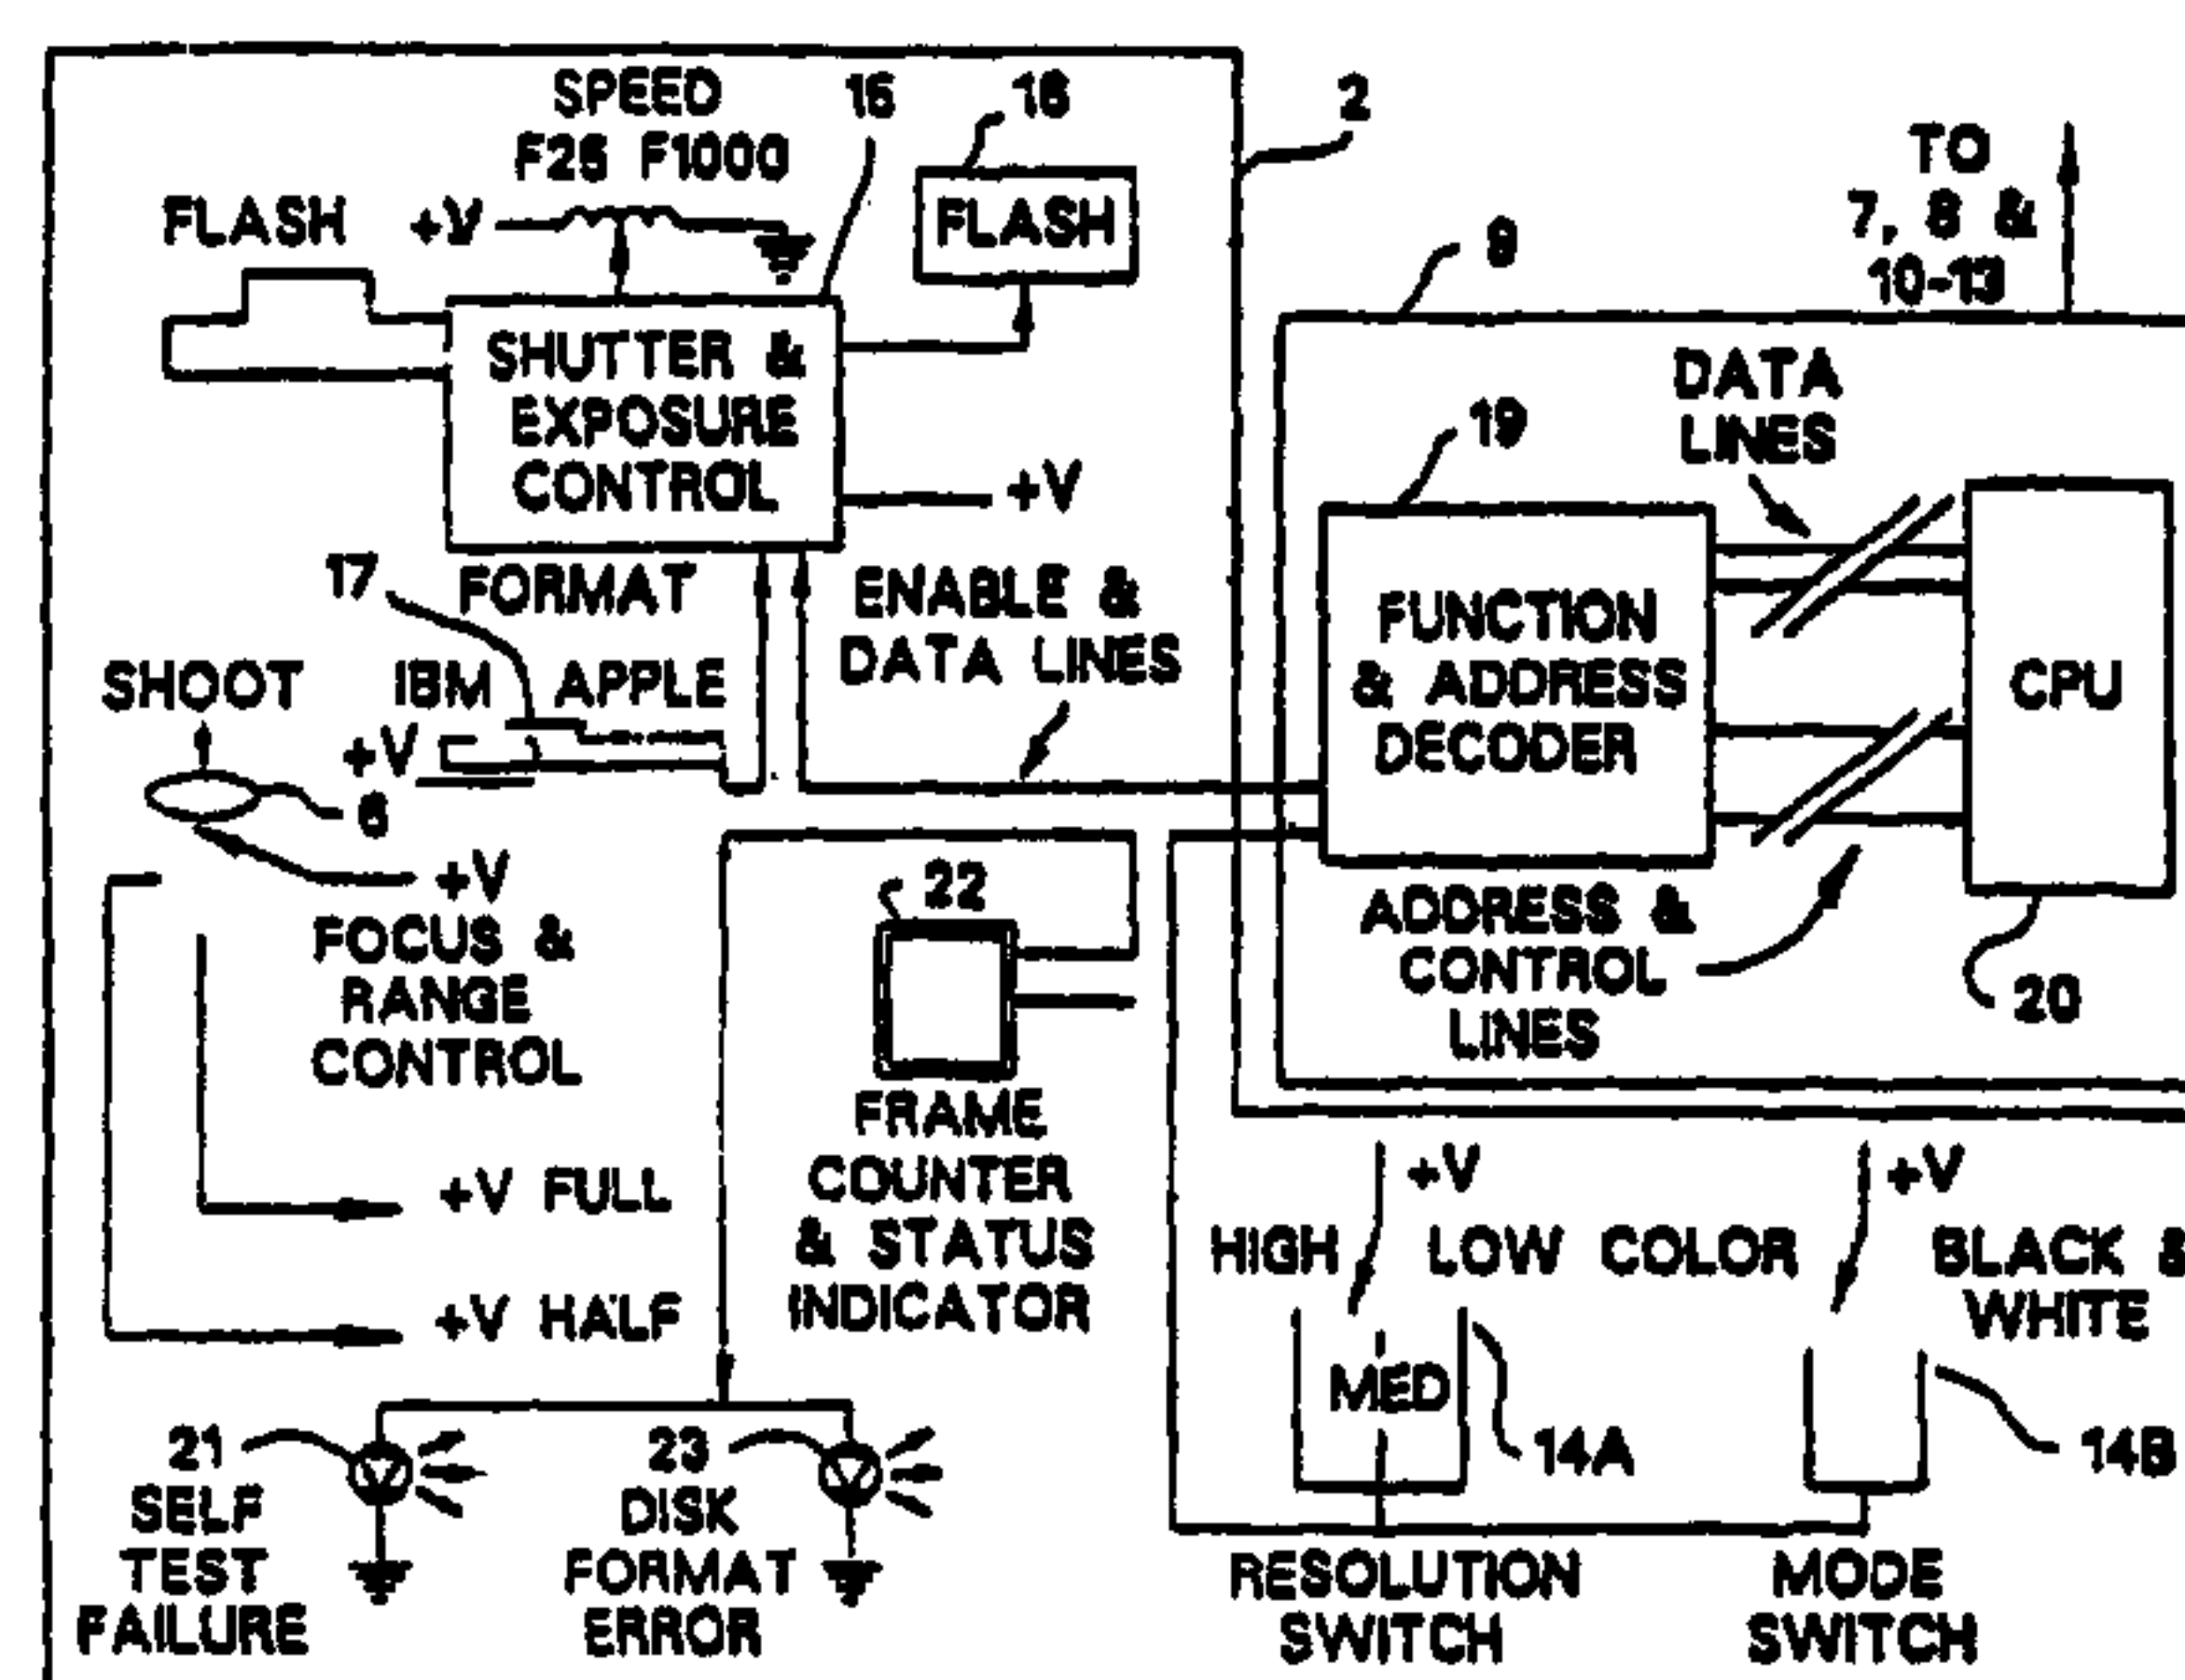 SPEED
F25 F1000
15
16
2
FLASH
+V
FLASH
SHUTTER &
EXPOSURE
CONTROL
+V
17
FORMAT
IBM APPLE
+V
ENABLE &
DATA LINES
SHOOT
6
+V
FOCUS &
RANGE
CONTROL
+V FULL
+V HALF
22
FRAME
COUNTER
& STATUS
INDICATOR
21
SELF
TEST
FAILURE
23
DISK
FORMAT
ERROR
TO
7, 8 &
10-13
9
DATA
LINES
19
FUNCTION
& ADDRESS
DECODER
CPU
ADDRESS &
CONTROL
LINES
20
+V
HIGH
LOW
MED
14A
RESOLUTION
SWITCH
+V
COLOR
BLACK &
WHITE
14B
MODE
SWITCH